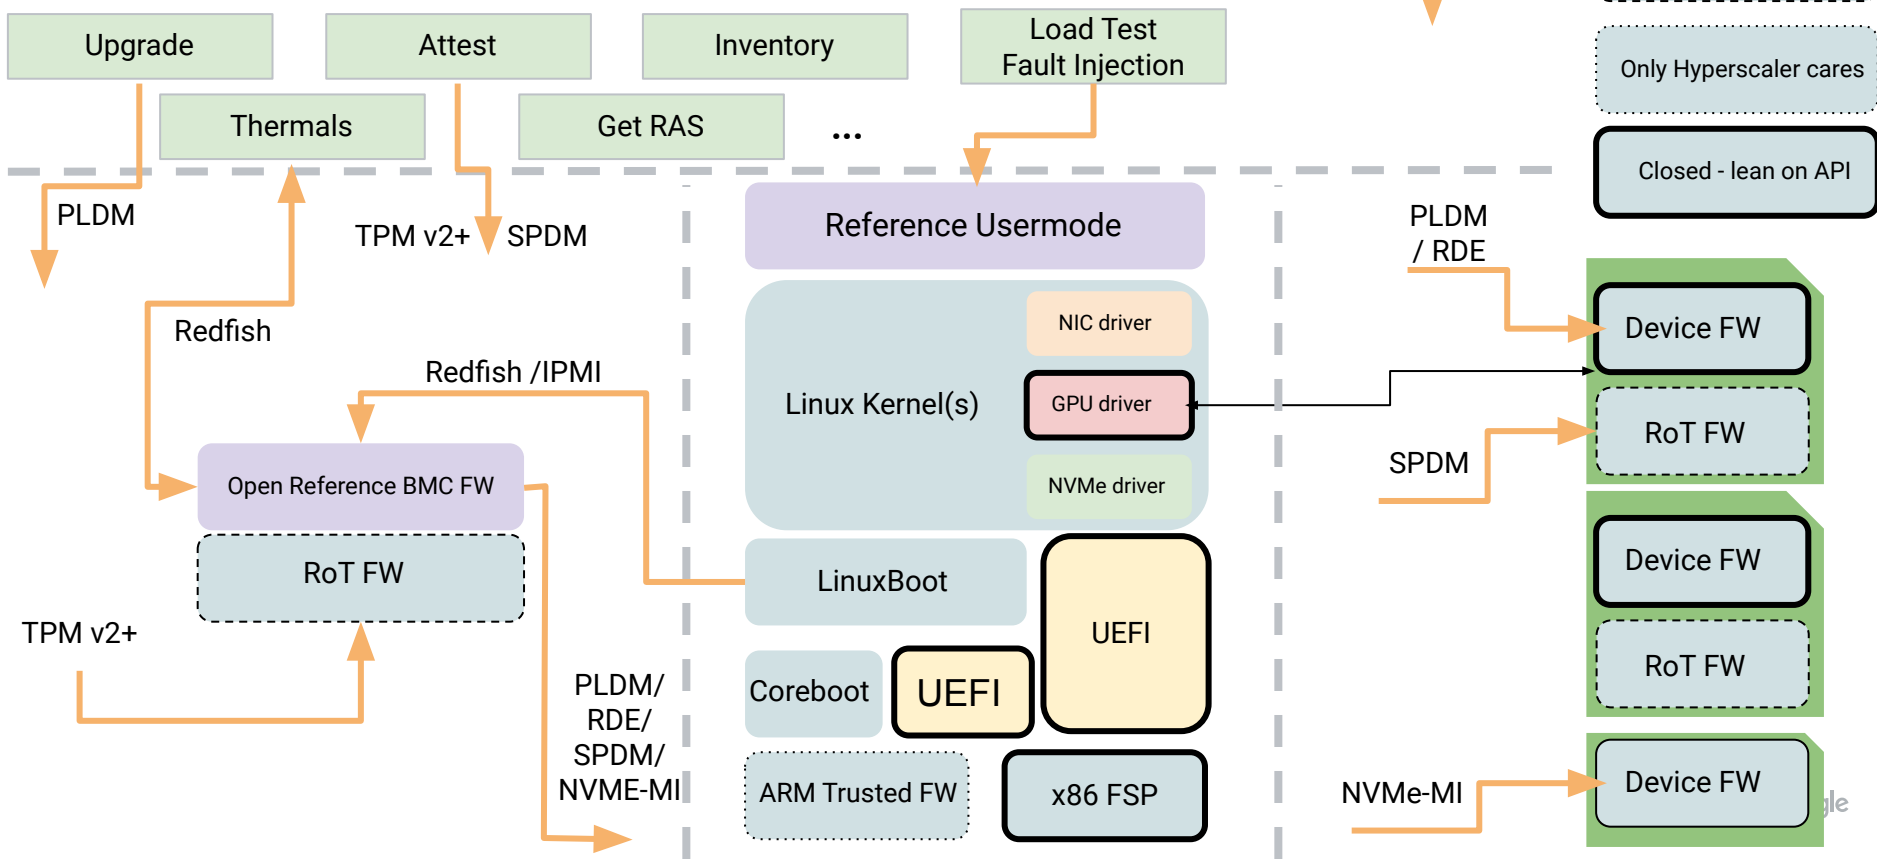 Upgrade
Attest
Inventory
Load Test
Fault Injection
Thermals
Get RAS
...
Only Hyperscaler cares
Closed - lean on API
PLDM
TPM v2+
SPDM
Redfish
Redfish /IPMI
Open Reference BMC FW
RoT FW
TPM v2+
PLDM/
RDE/
SPDM/
NVME-MI
Reference Usermode
Linux Kernel(s)
NIC driver
GPU driver
NVMe driver
LinuxBoot
UEFI
Coreboot
UEFI
ARM Trusted FW
x86 FSP
PLDM
/ RDE
SPDM
NVMe-MI
Device FW
RoT FW
Device FW
RoT FW
Device FW
gle